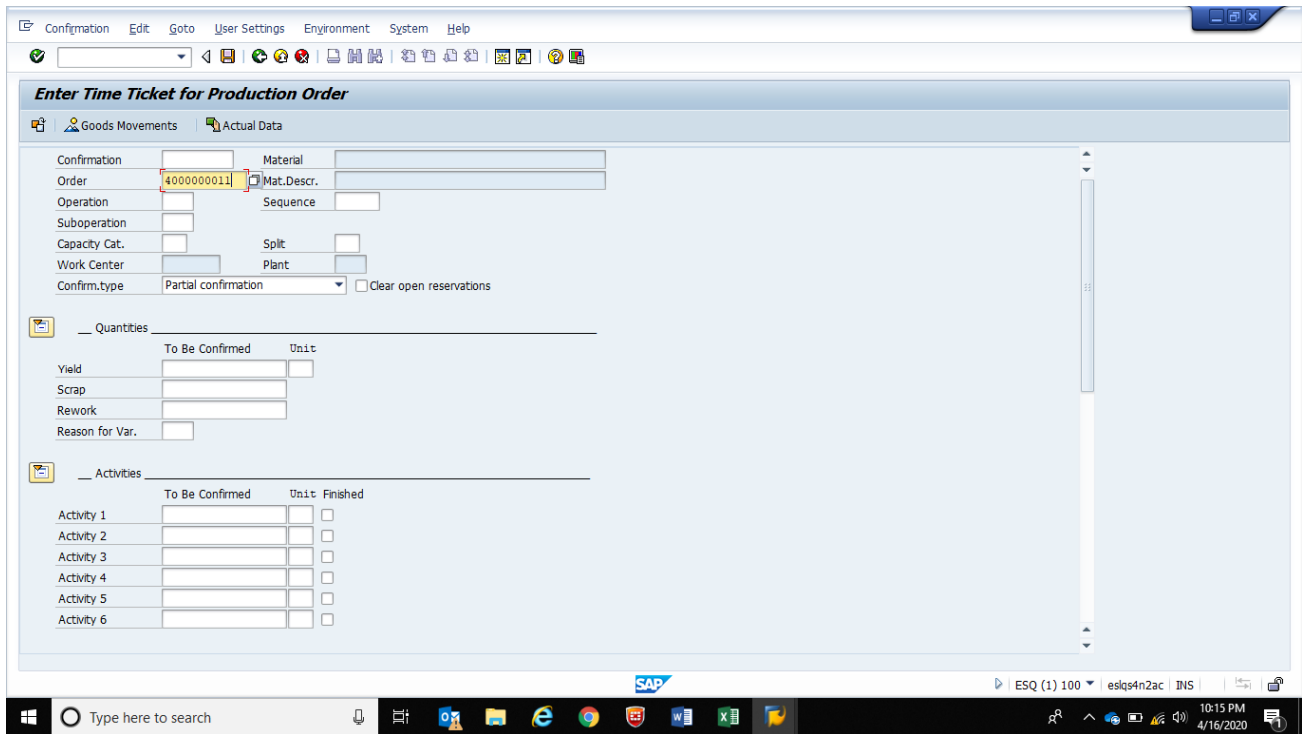 Confirmation Edit Goto User Settings Environment System Help
Enter Time Ticket for Production Order
Goods Movements Actual Data
Confirmation Material
Order 4000000011 Mat.Descr.
Operation Sequence
Suboperation
Capacity Cat. Split
Work Center Plant
Confirm.type Partial confirmation Clear open reservations
Quantities
To Be Confirmed Unit
Yield
Scrap
Rework
Reason for Var.
Activities
To Be Confirmed Unit Finished
Activity 1
Activity 2
Activity 3
Activity 4
Activity 5
Activity 6
SAP ESQ (1) 100 eslqs4n2ac INS
Type here to search 10:15 PM
4/16/2020